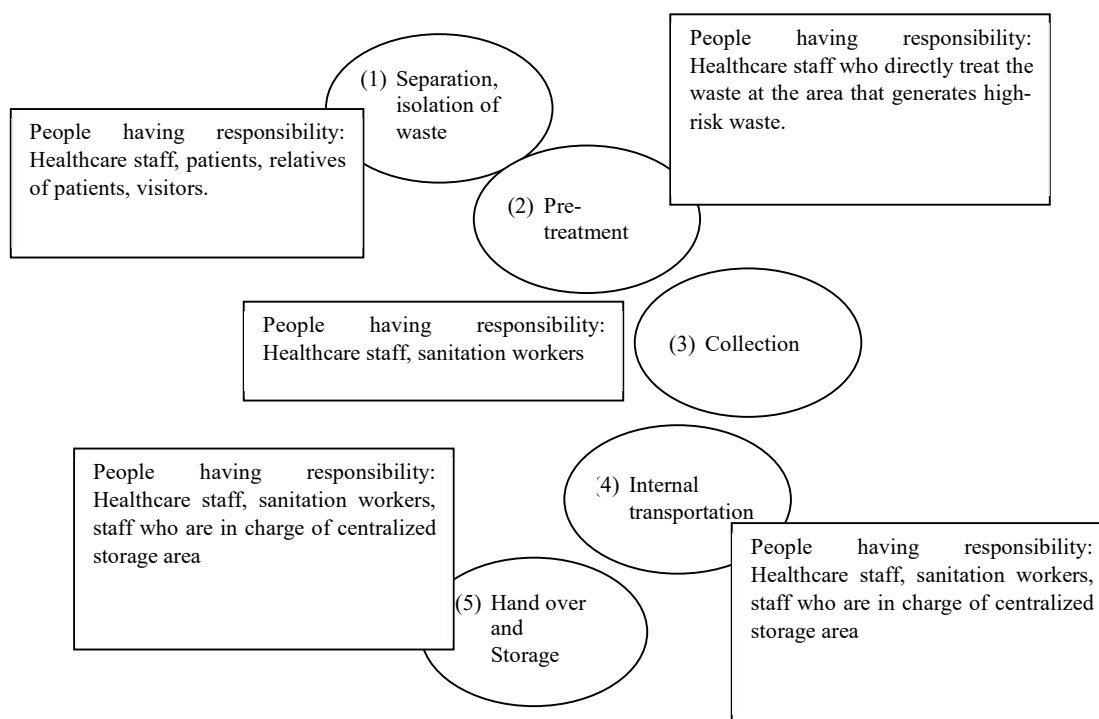 (1) Separation,
isolation of
waste
People having responsibility:
Healthcare staff who directly treat the
waste at the area that generates high-
risk waste.
People having responsibility:
Healthcare staff, patients, relatives
of patients, visitors.
(2) Pre-
treatment
People having responsibility:
Healthcare staff, sanitation workers
(3) Collection
People having responsibility:
Healthcare staff, sanitation workers,
staff who are in charge of centralized
storage area
(4) Internal
transportation
People having responsibility:
Healthcare staff, sanitation workers,
staff who are in charge of centralized
storage area
(5) Hand over
and
Storage